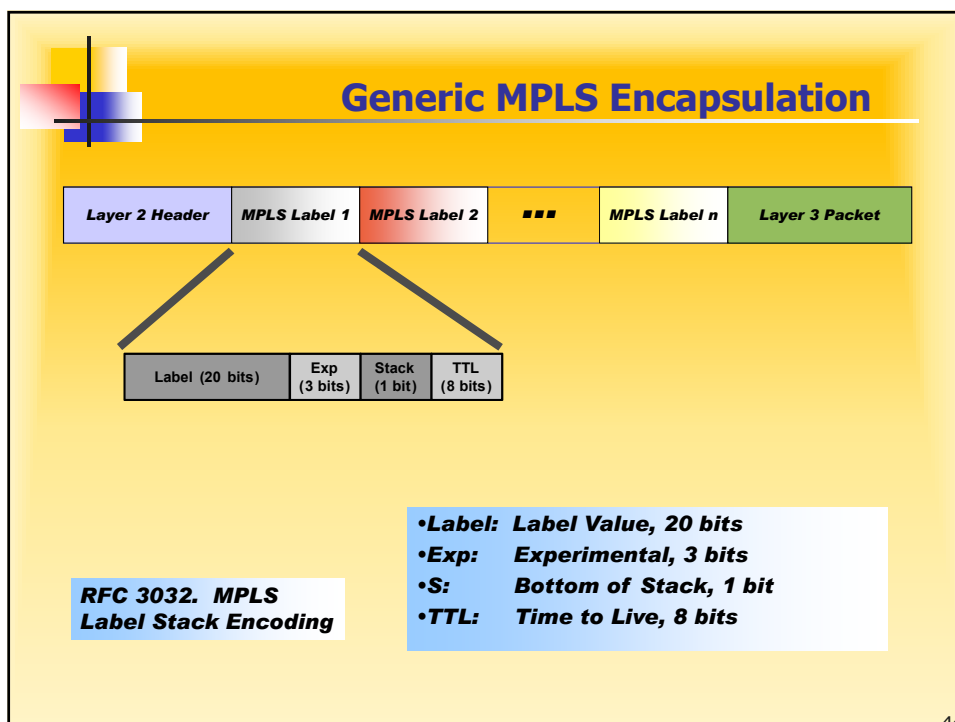 Generic MPLS Encapsulation
Layer 2 Header MPLS Label 1 MPLS Label 2 ... MPLS Label n Layer 3 Packet
Label (20 bits) Exp (3 bits) Stack (1 bit) TTL (8 bits)
•Label: Label Value, 20 bits
•Exp: Experimental, 3 bits
•S: Bottom of Stack, 1 bit
•TTL: Time to Live, 8 bits
RFC 3032. MPLS
Label Stack Encoding